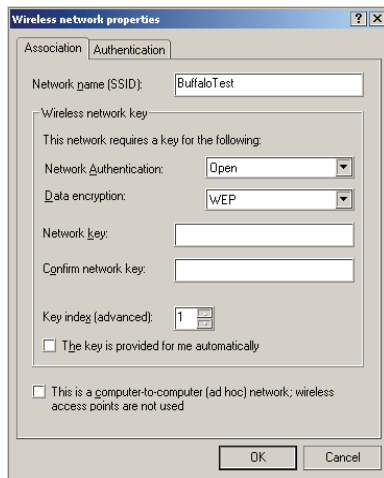 Wireless network properties
Association
Authentication
Network name (SSID):
BuffaloTest
Wireless network key
This network requires a key for the following:
Network Authentication:
Open
Data encryption:
WEP
Network key:
Confirm network key:
Key index (advanced):
1
The key is provided for me automatically
This is a computer-to-computer (ad hoc) network; wireless
access points are not used
OK
Cancel